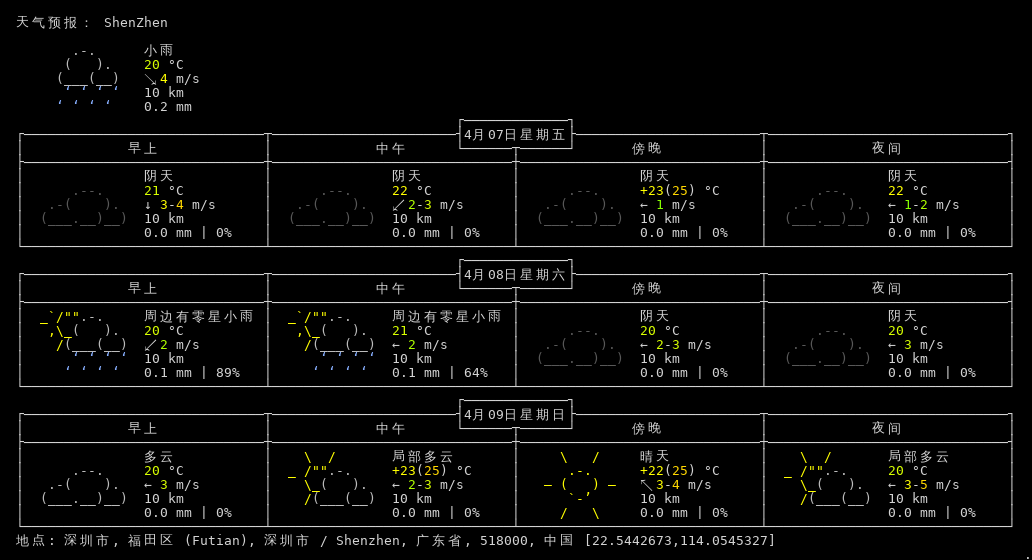 天气预报： ShenZhen
小雨
20 °C
↘ 4 m/s
10 km
0.2 mm
4月07日星期五
早上 中午 傍晚 夜间
阴天 阴天 阴天 阴天
21 °C 22 °C +23(25) °C 22 °C
↓ 3-4 m/s ↙ 2-3 m/s ← 1 m/s ← 1-2 m/s
10 km 10 km 10 km 10 km
0.0 mm | 0% 0.0 mm | 0% 0.0 mm | 0% 0.0 mm | 0%
4月08日星期六
早上 中午 傍晚 夜间
周边有零星小雨 周边有零星小雨 阴天 阴天
20 °C 21 °C 20 °C 20 °C
↙ 2 m/s ← 2 m/s ← 2-3 m/s ← 3 m/s
10 km 10 km 10 km 10 km
0.1 mm | 89% 0.1 mm | 64% 0.0 mm | 0% 0.0 mm | 0%
4月09日星期日
早上 中午 傍晚 夜间
多云 局部多云 晴天 局部多云
20 °C +23(25) °C +22(25) °C 20 °C
← 3 m/s ← 2-3 m/s ↖ 3-4 m/s ← 3-5 m/s
10 km 10 km 10 km 10 km
0.0 mm | 0% 0.0 mm | 0% 0.0 mm | 0% 0.0 mm | 0%
地点: 深圳市, 福田区 (Futian), 深圳市 / Shenzhen, 广东省, 518000, 中国 [22.5442673,114.0545327]